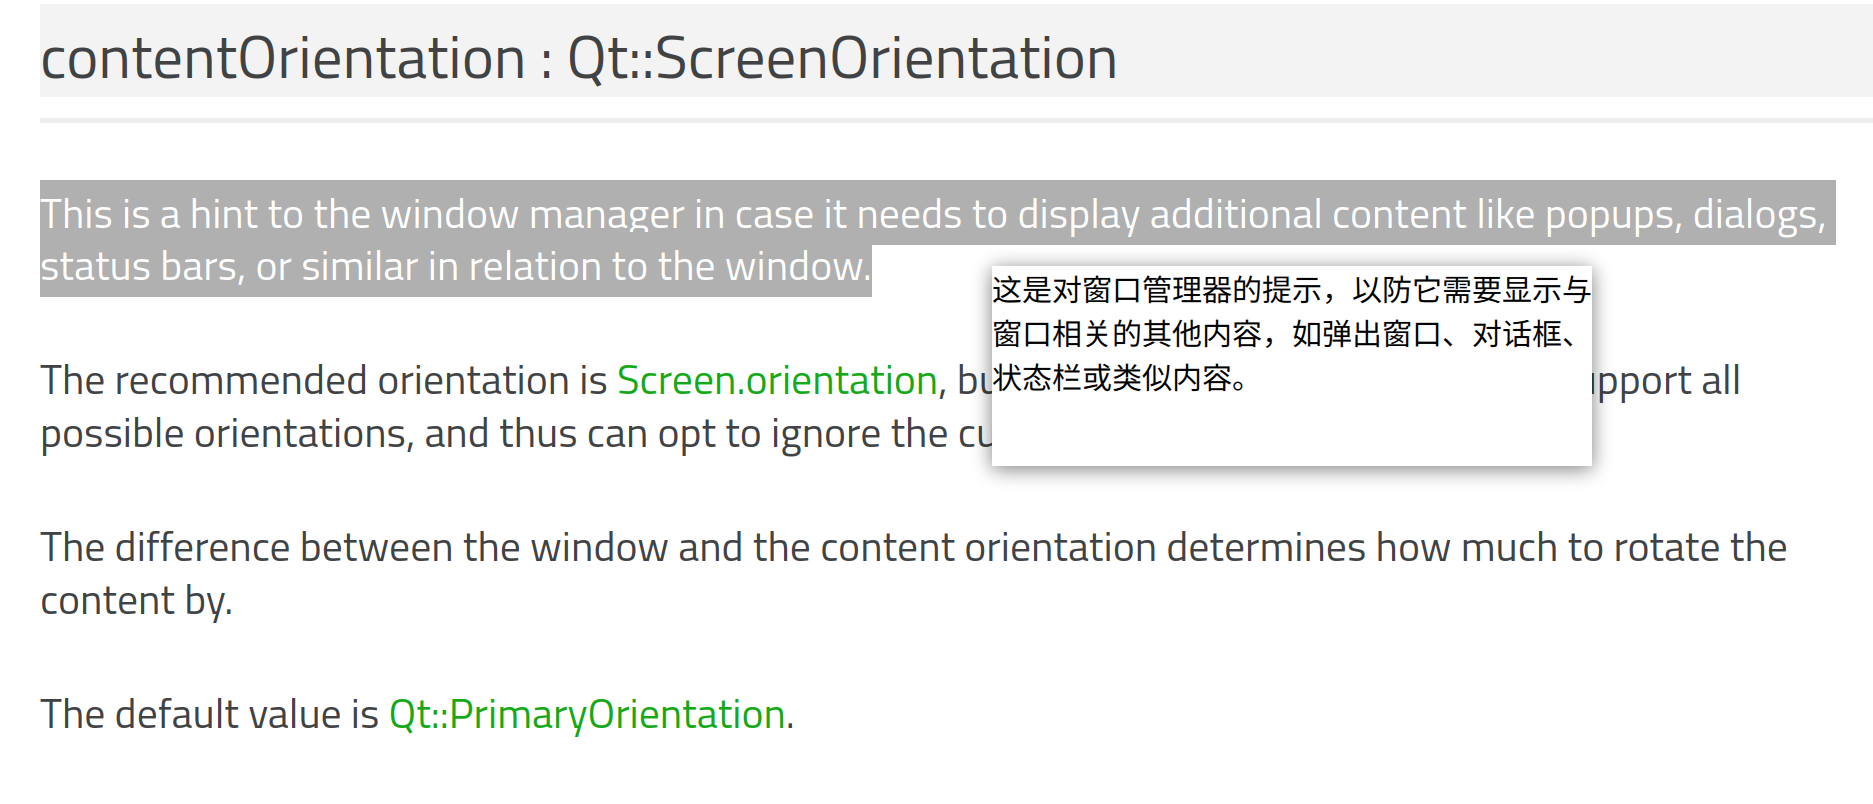 contentOrientation : Qt::ScreenOrientation
This is a hint to the window manager in case it needs to display additional content like popups, dialogs,
status bars, or similar in relation to the window.
这是对窗口管理器的提示，以防它需要显示与
窗口相关的其他内容，如弹出窗口、对话框、
状态栏或类似内容。
The recommended orientation is Screen.orientation, all
possible orientations, and thus can opt to ignore the
The difference between the window and the content orientation determines how much to rotate the
content by.
The default value is Qt::PrimaryOrientation.